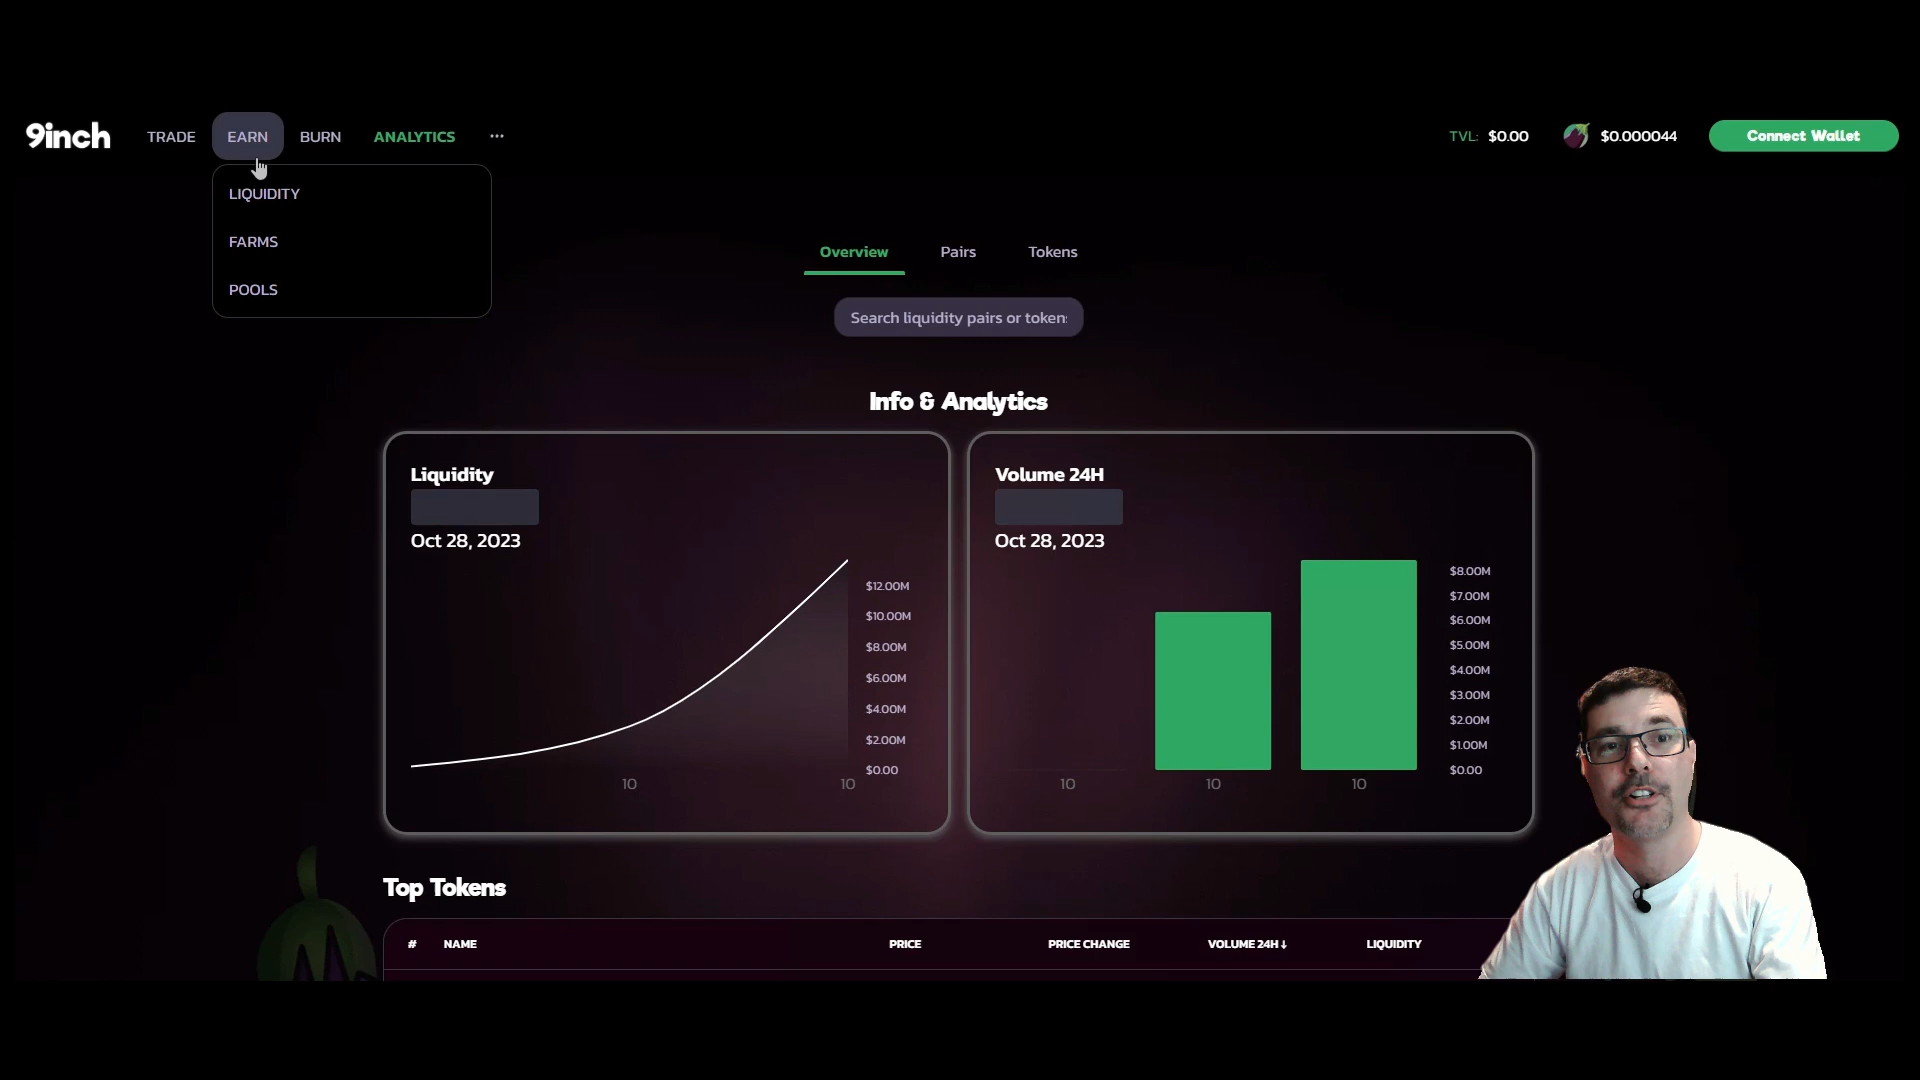 9inch
TRADE
EARN
BURN
ANALYTICS
...
TVL: $0.00
$0.000044
Connect Wallet
LIQUIDITY
FARMS
POOLS
Overview
Pairs
Tokens
Search liquidity pairs or token
Info & Analytics
Liquidity
Oct 28, 2023
$12.00M
$10.00M
$8.00M
$6.00M
$4.00M
$2.00M
$0.00
10
10
Volume 24H
Oct 28, 2023
$8.00M
$7.00M
$6.00M
$5.00M
$4.00M
$3.00M
$2.00M
$1.00M
$0.00
10
10
10
Top Tokens
# NAME PRICE PRICE CHANGE VOLUME 24H↓ LIQUIDITY